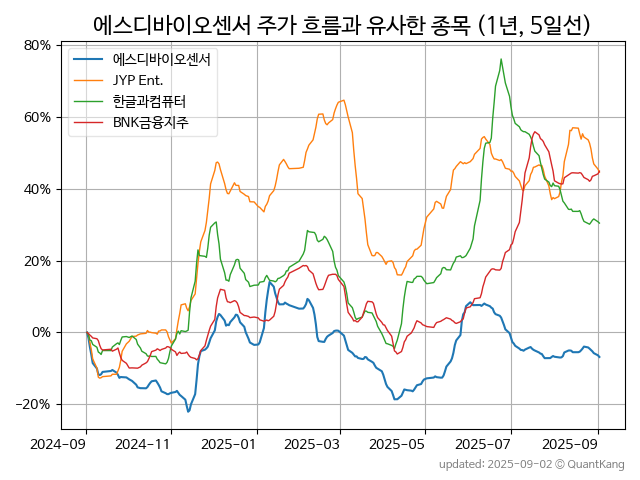 에스디바이오센서 주가 흐름과 유사한 종목 (1년, 5일선)
에스디바이오센서
JYP Ent.
한글과컴퓨터
BNK금융지주
80%
60%
40%
20%
0%
−20%
2024-09 2024-11 2025-01 2025-03 2025-05 2025-07 2025-09
updated: 2025-09-02 © QuantKang